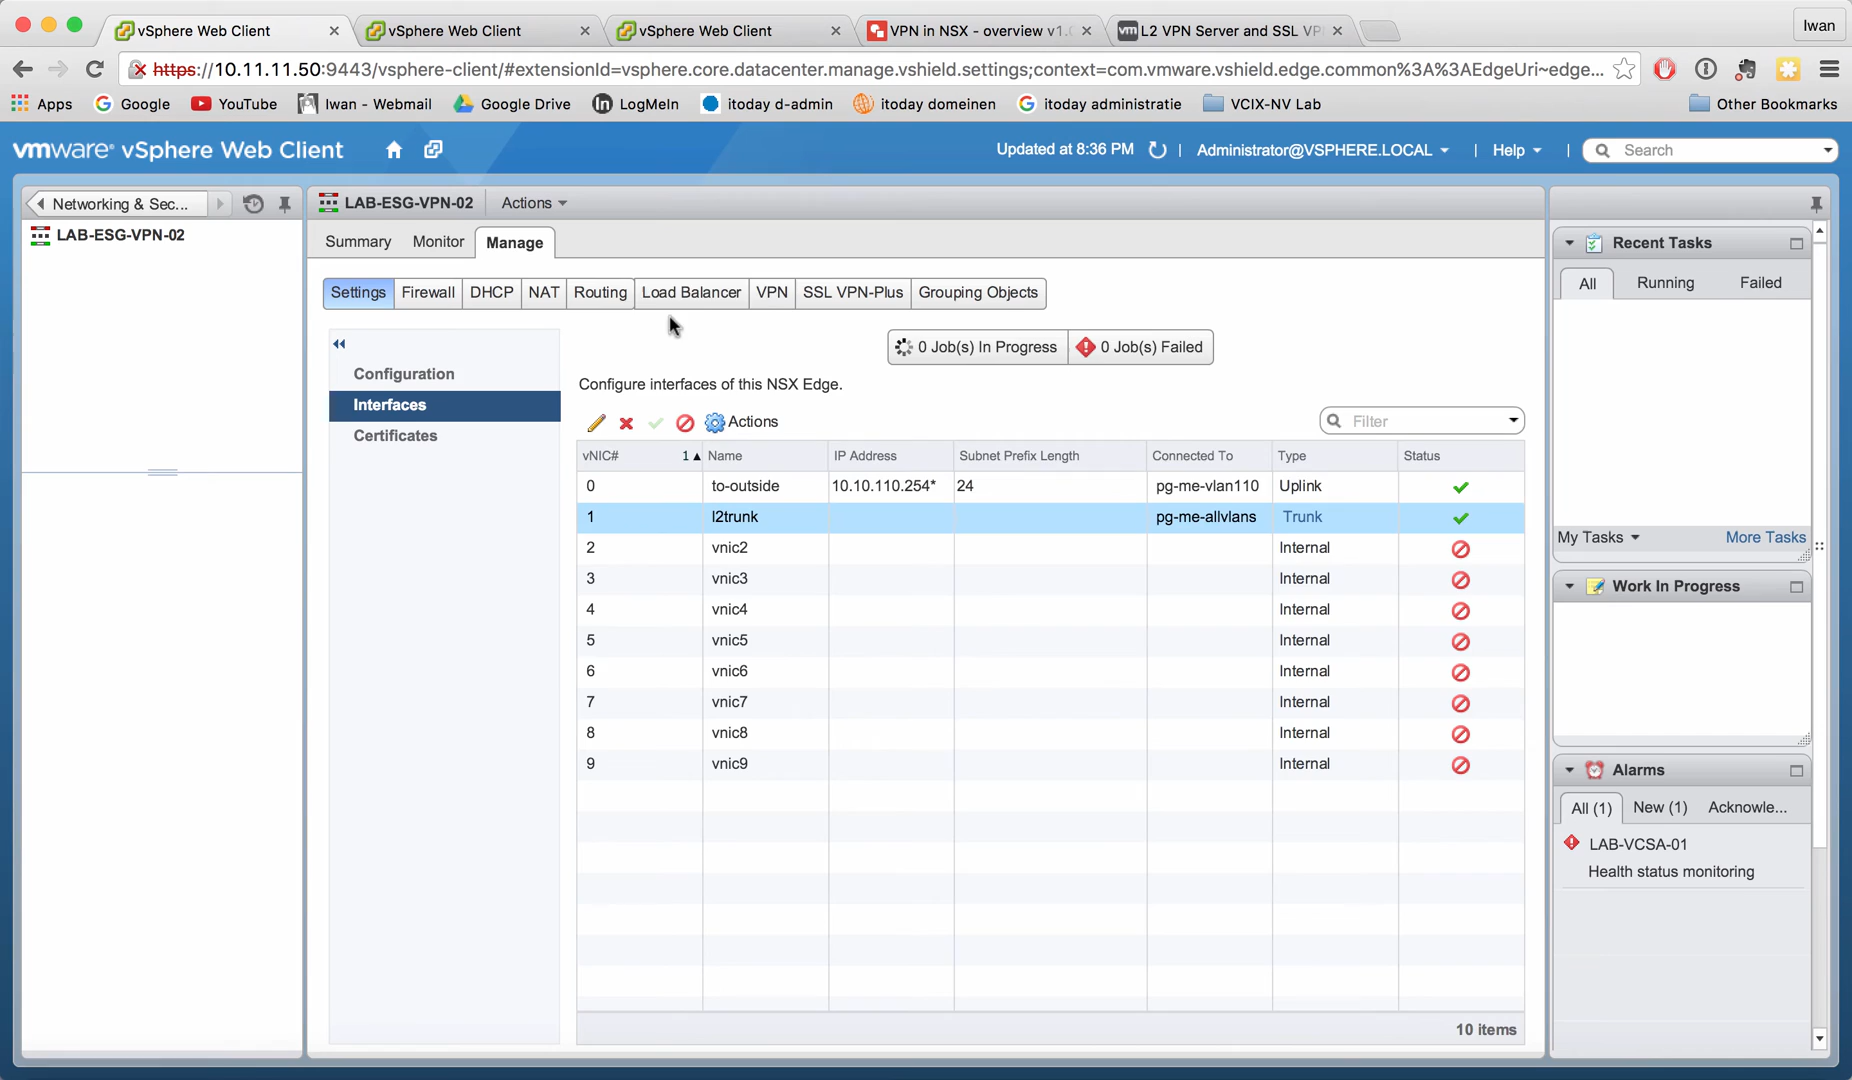 vSphere Web Client
vSphere Web Client
vSphere Web Client
VPN in NSX - overview v1.
vm L2 VPN Server and SSL VP
Iwan
https://10.11.11.50:9443/vsphere-client/#extensionId=vsphere.core.datacenter.manage.vshield.settings;context=com.vmware.vshield.edge.common%3A%3AEdgeUri~edge...
Apps
Google
YouTube
Iwan - Webmail
Google Drive
LogMeIn
itoday d-admin
itoday domeinen
itoday administratie
VCIX-NV Lab
Other Bookmarks
vmware® vSphere Web Client
Updated at 8:36 PM
Administrator@VSPHERE.LOCAL
Help
Search
Networking & Sec...
LAB-ESG-VPN-02
LAB-ESG-VPN-02
Actions
Summary
Monitor
Manage
Settings
Firewall
DHCP
NAT
Routing
Load Balancer
VPN
SSL VPN-Plus
Grouping Objects
Configuration
Interfaces
Certificates
0 Job(s) In Progress
0 Job(s) Failed
Configure interfaces of this NSX Edge.
Actions
Filter
vNIC# 1 ▲ Name IP Address Subnet Prefix Length Connected To Type Status
0 to-outside 10.10.110.254* 24 pg-me-vlan110 Uplink
1 l2trunk pg-me-allvlans Trunk
2 vnic2 Internal
3 vnic3 Internal
4 vnic4 Internal
5 vnic5 Internal
6 vnic6 Internal
7 vnic7 Internal
8 vnic8 Internal
9 vnic9 Internal
10 items
Recent Tasks
All
Running
Failed
My Tasks
More Tasks
Work In Progress
Alarms
All (1)
New (1)
Acknowle...
LAB-VCSA-01
Health status monitoring